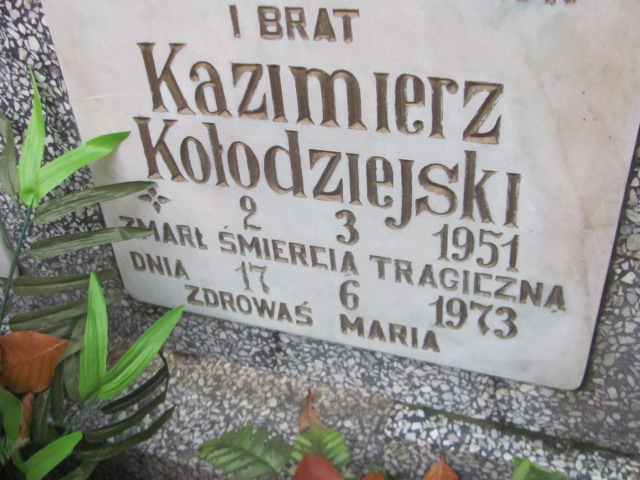 I BRAT
Kazimierz
Kołodziejski
2 3 1951
ZMARŁ ŚMIERCIĄ TRAGICZNĄ
DNIA 17 6 1973
ZDROWAŚ MARIA